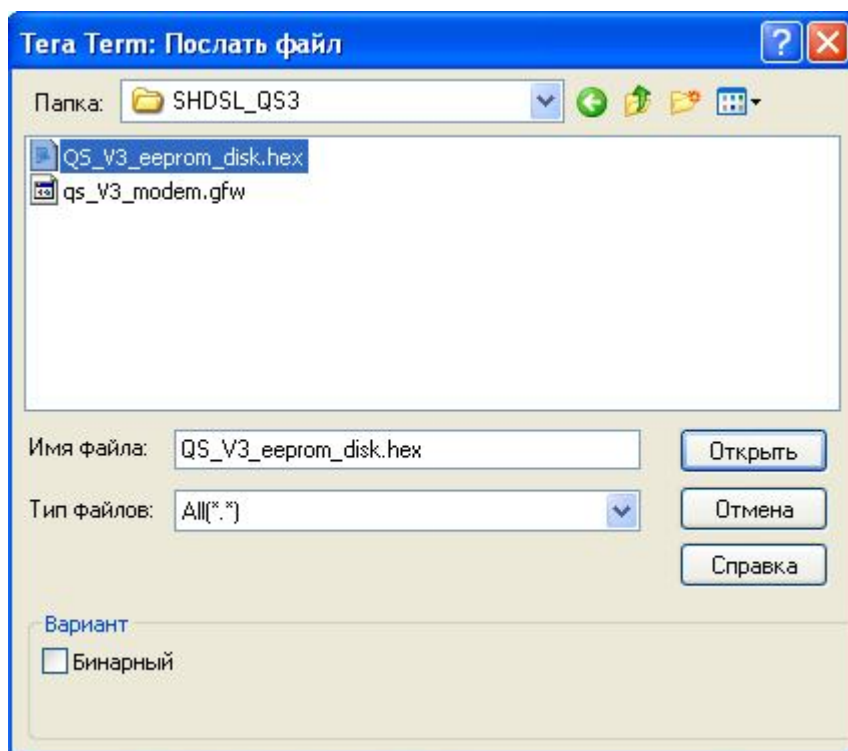 Tera Term: Послать файл
Папка: SHDSL_QS3
QS_V3_eeprom_disk.hex
qs_V3_modem.gfw
Имя файла: QS_V3_eeprom_disk.hex Открыть
Тип файлов: All(*.*) Отмена
Справка
Вариант
Бинарный